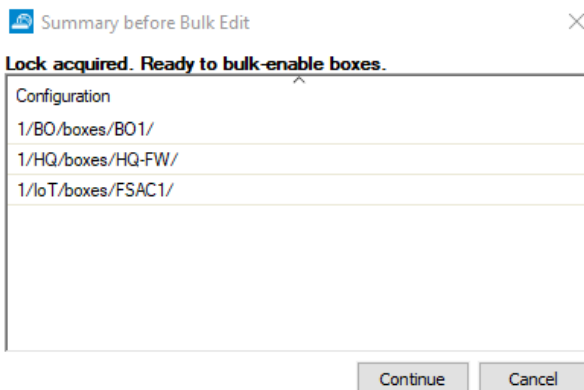 Summary before Bulk Edit
Lock acquired. Ready to bulk-enable boxes.
Configuration
1/BO/boxes/BO1/
1/HQ/boxes/HQ-FW/
1/IoT/boxes/FSAC1/
Continue Cancel